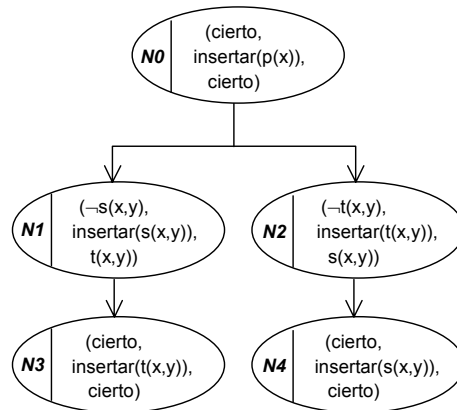 N0
(cierto,
insertar(p(x)),
cierto)
N1
(¬s(x,y),
insertar(s(x,y)),
t(x,y))
N2
(¬t(x,y),
insertar(t(x,y)),
s(x,y))
N3
(cierto,
insertar(t(x,y)),
cierto)
N4
(cierto,
insertar(s(x,y)),
cierto)